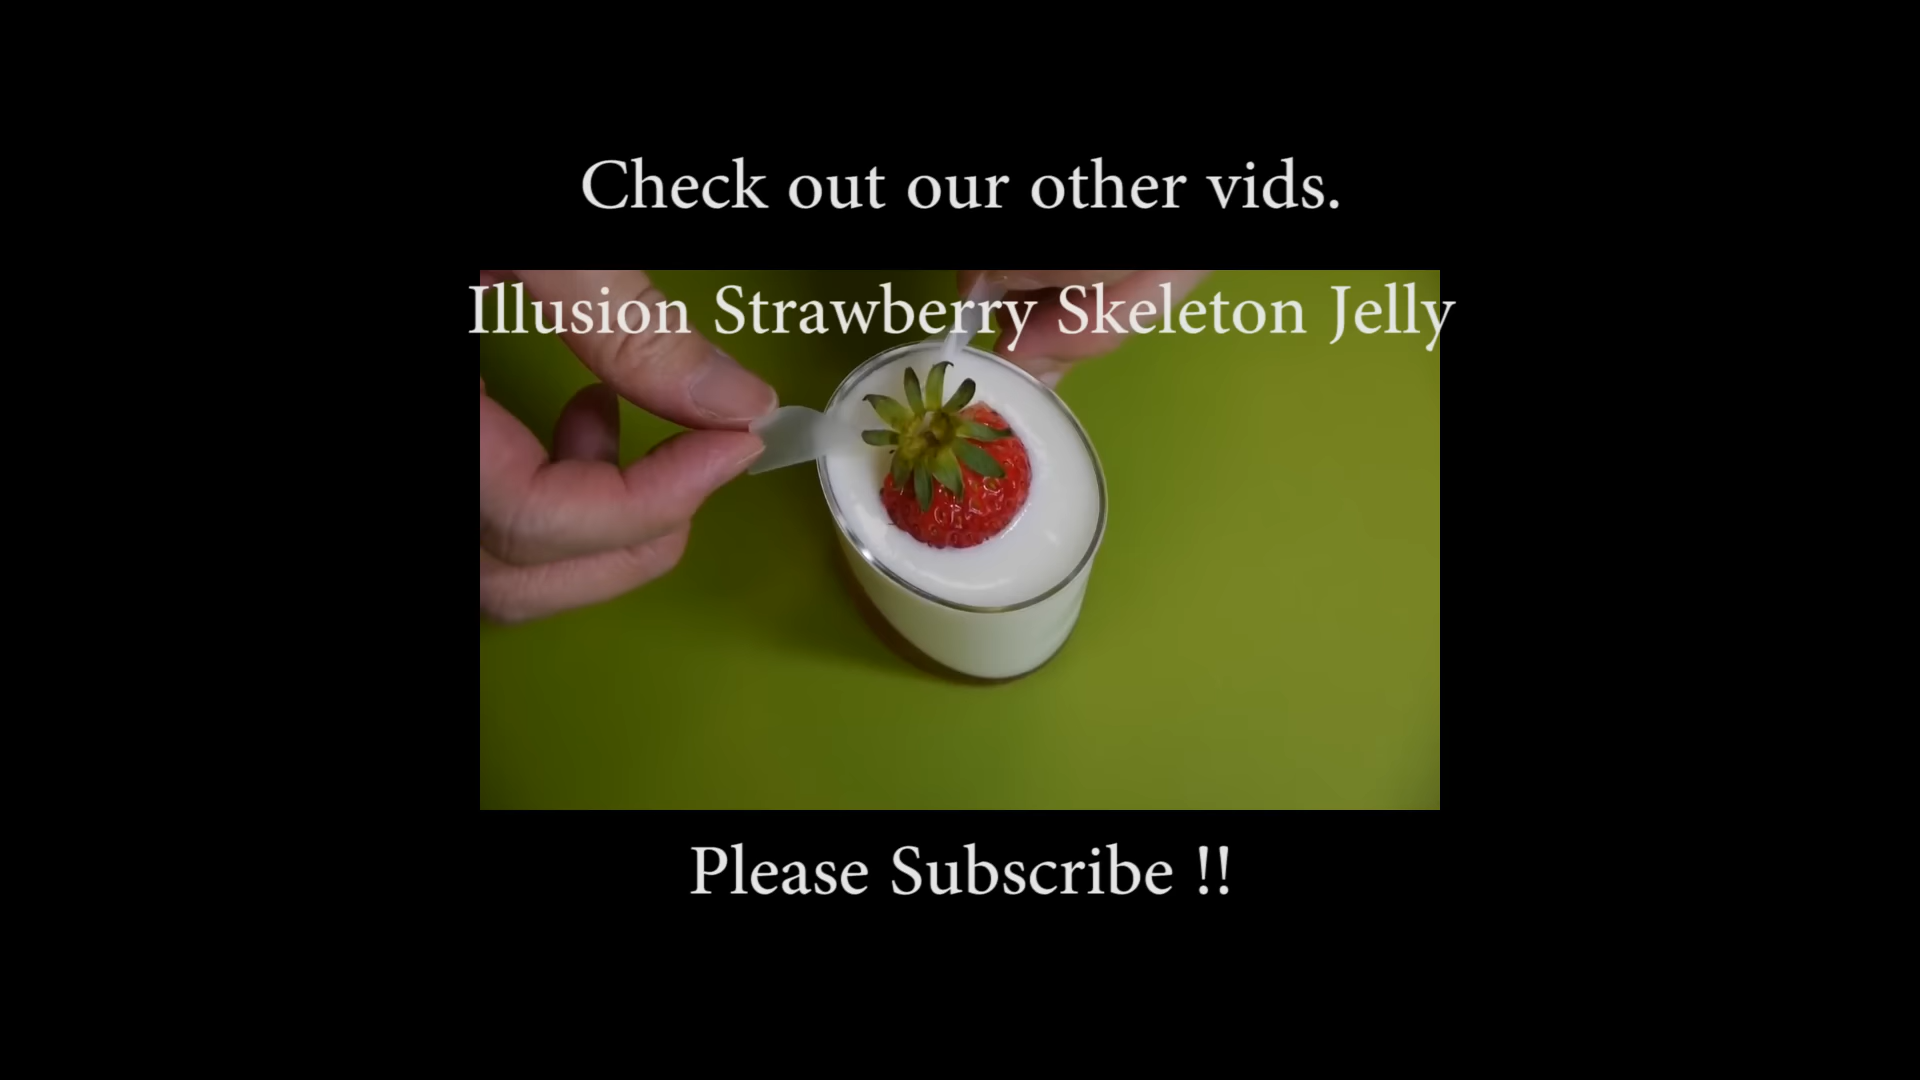 Check out our other vids.
Illusion Strawberry Skeleton Jelly
Please Subscribe !!